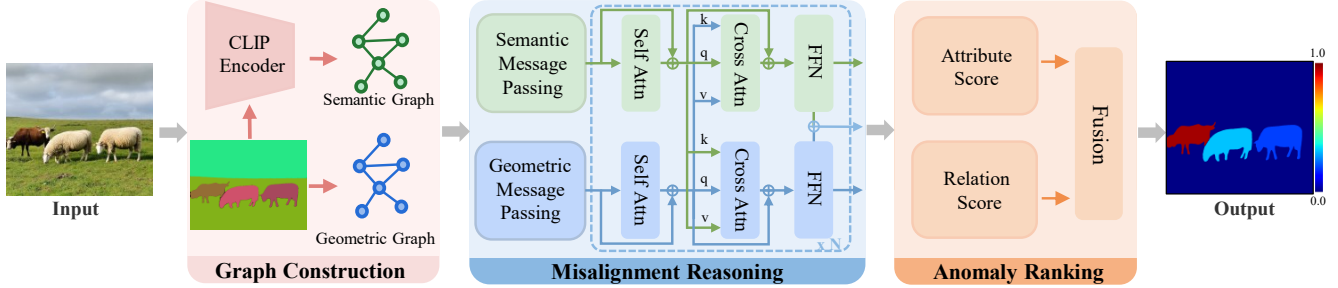 Input
CLIP
Encoder
Semantic Graph
Geometric Graph
Graph Construction
Semantic
Message
Passing
Self Attn
k
q
v
Cross Attn
FFN
Geometric
Message
Passing
Self Attn
k
q
v
Cross Attn
FFN
x N
Misalignment Reasoning
Attribute
Score
Relation
Score
Fusion
Anomaly Ranking
1.0
0.0
Output